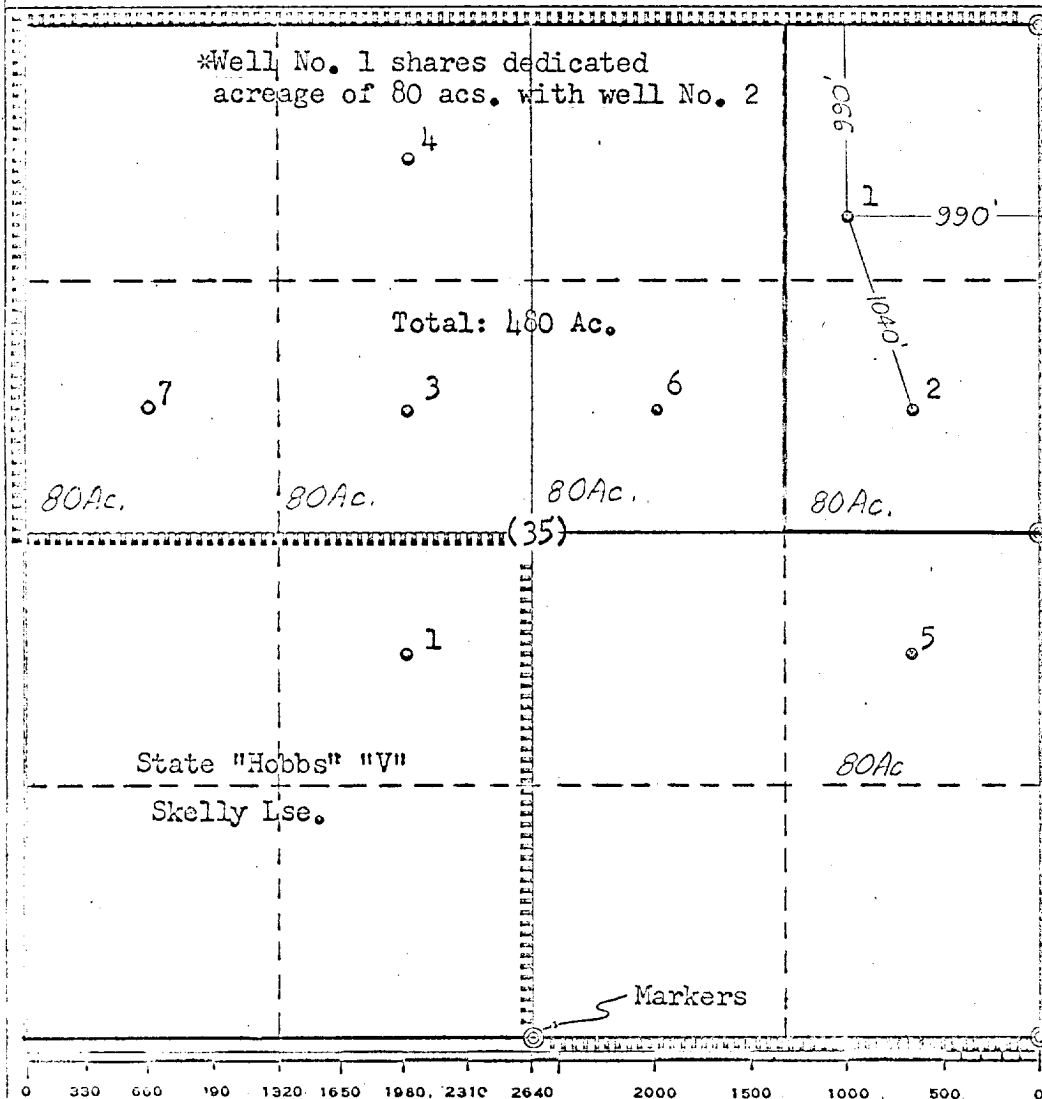 *Well No. 1 shares dedicated
acreage of 80 acs. with well No. 2
4
990'
1
990'
1040'
Total: 480 Ac.
7
3
6
2
80Ac.
80Ac.
80Ac.
80Ac.
(35)
1
5
State "Hobbs" "V"
80Ac
Skelly Lse.
Markers
0 330 660 990 1320 1650 1980 2310 2640 2000 1500 1000 500 0